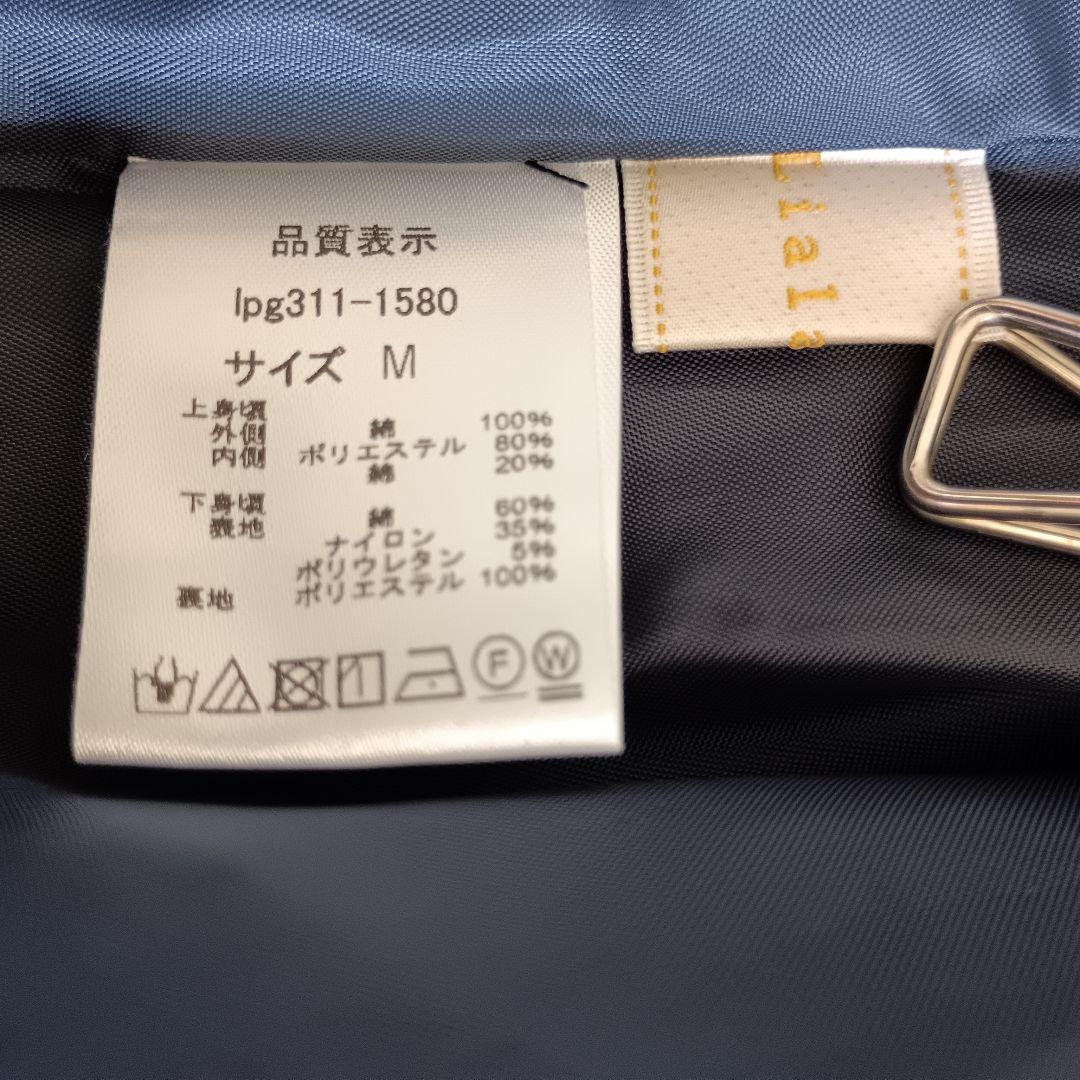 品質表示
lpg311-1580
サイズ M
上身頃
外側 綿 100%
内側 ポリエステル 80%
綿 20%
下身頃
表地 綿 60%
ナイロン 35%
ポリウレタン 5%
裏地 ポリエステル 100%
F W
Liala